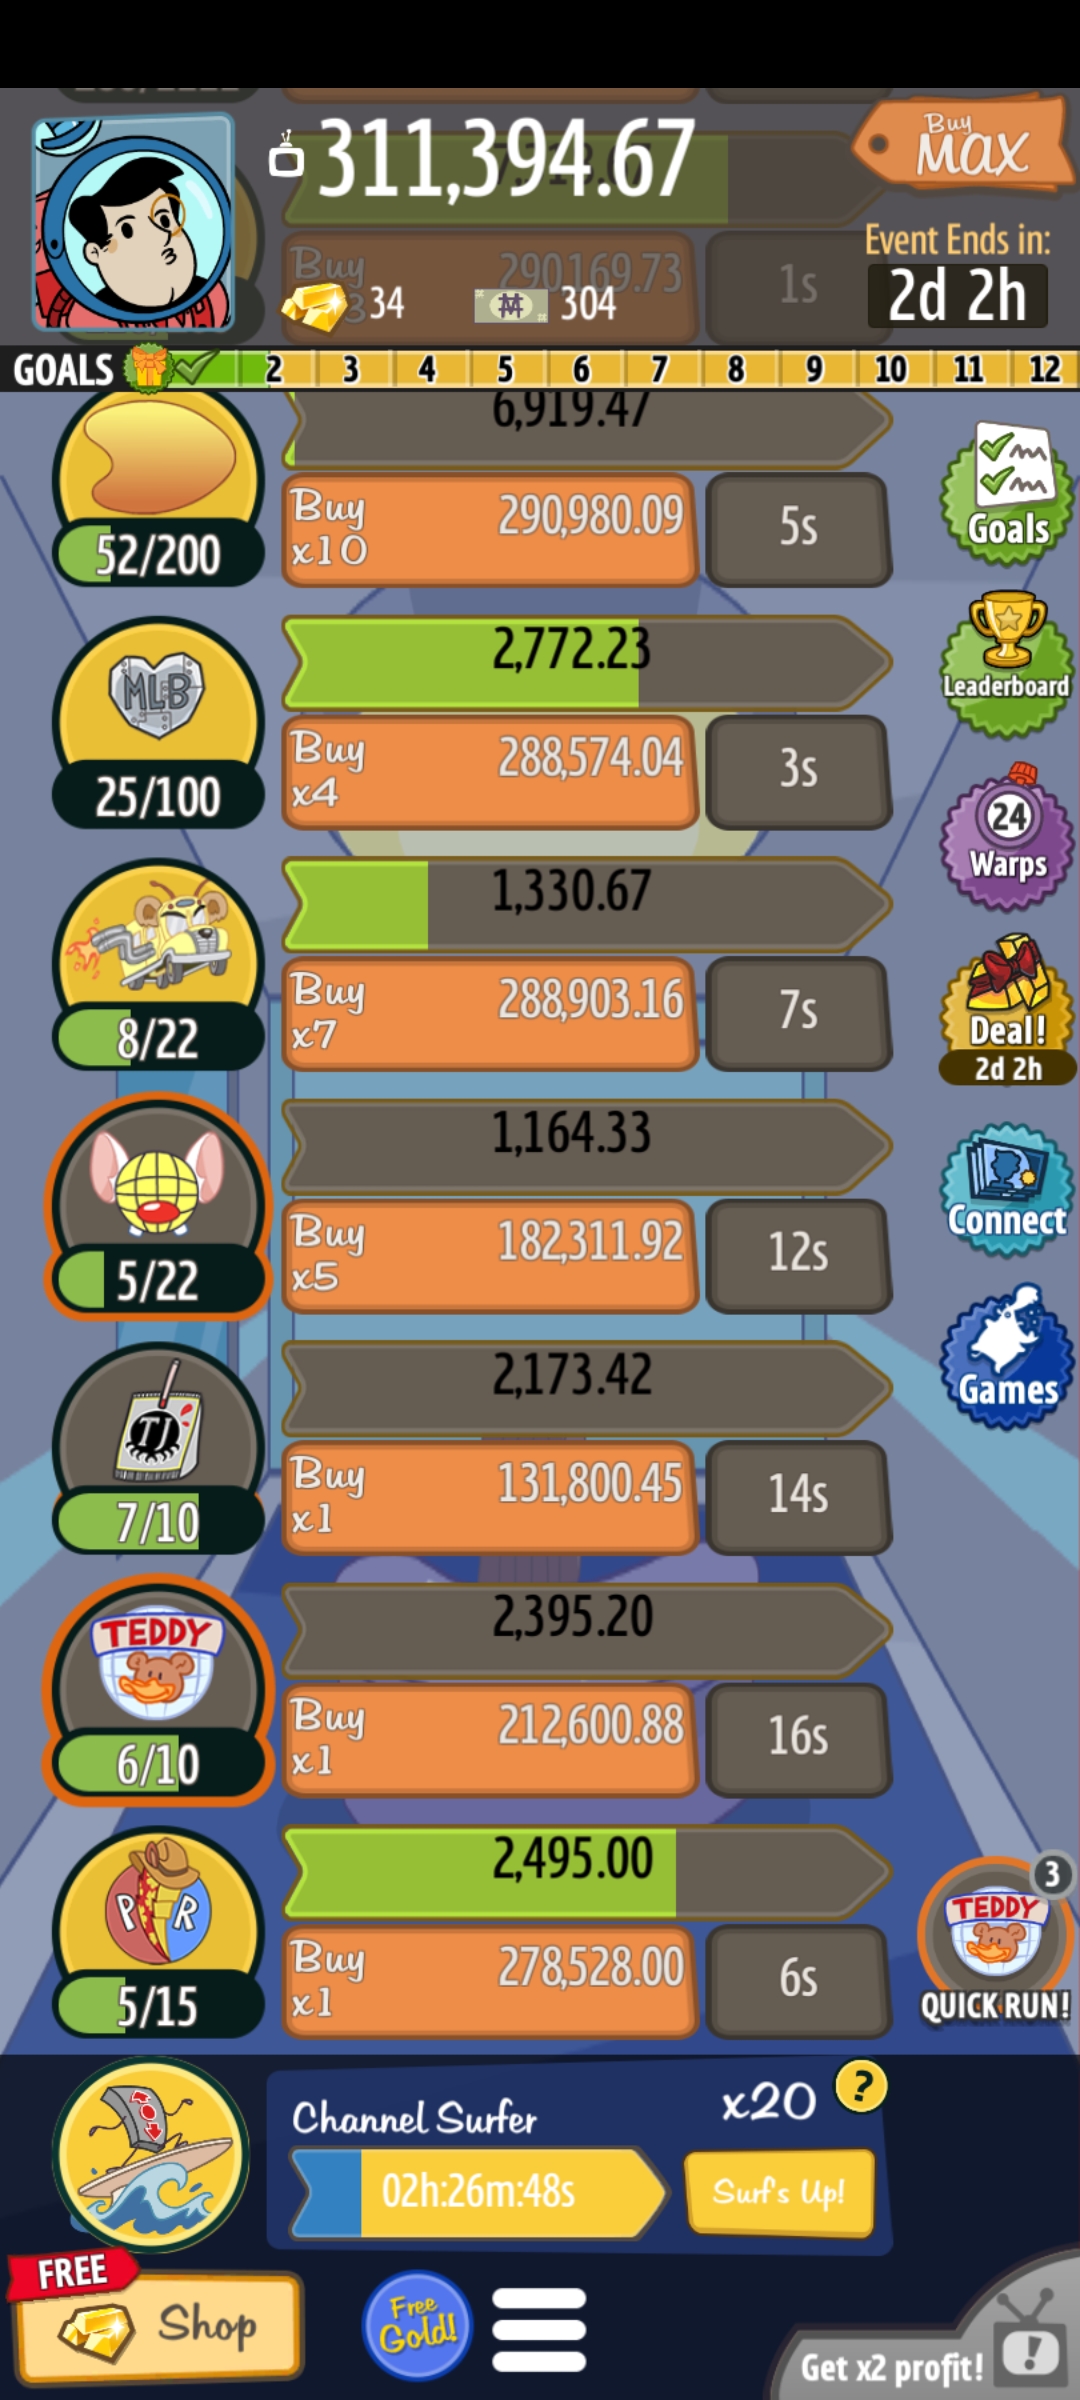 311,394.67
Buy
MAX
Event Ends in:
2d 2h
Buy
290169.73
1s
34
304
GOALS 2 3 4 5 6 7 8 9 10 11 12
6,919.47
Buy
x10
290,980.09
5s
52/200
Goals
2,772.23
MLB
Buy
x4
288,574.04
3s
25/100
Leaderboard
24
Warps
1,330.67
Buy
x7
288,903.16
7s
8/22
Deal!
2d 2h
1,164.33
Buy
x5
182,311.92
12s
5/22
Connect
2,173.42
TJ
Buy
x1
131,800.45
14s
7/10
Games
2,395.20
TEDDY
Buy
x1
212,600.88
16s
6/10
2,495.00
P R
Buy
x1
278,528.00
6s
5/15
3
TEDDY
QUICK RUN!
Channel Surfer
x20
?
02h:26m:48s
Surf's Up!
FREE
Shop
Free
Gold!
Get x2 profit!
!